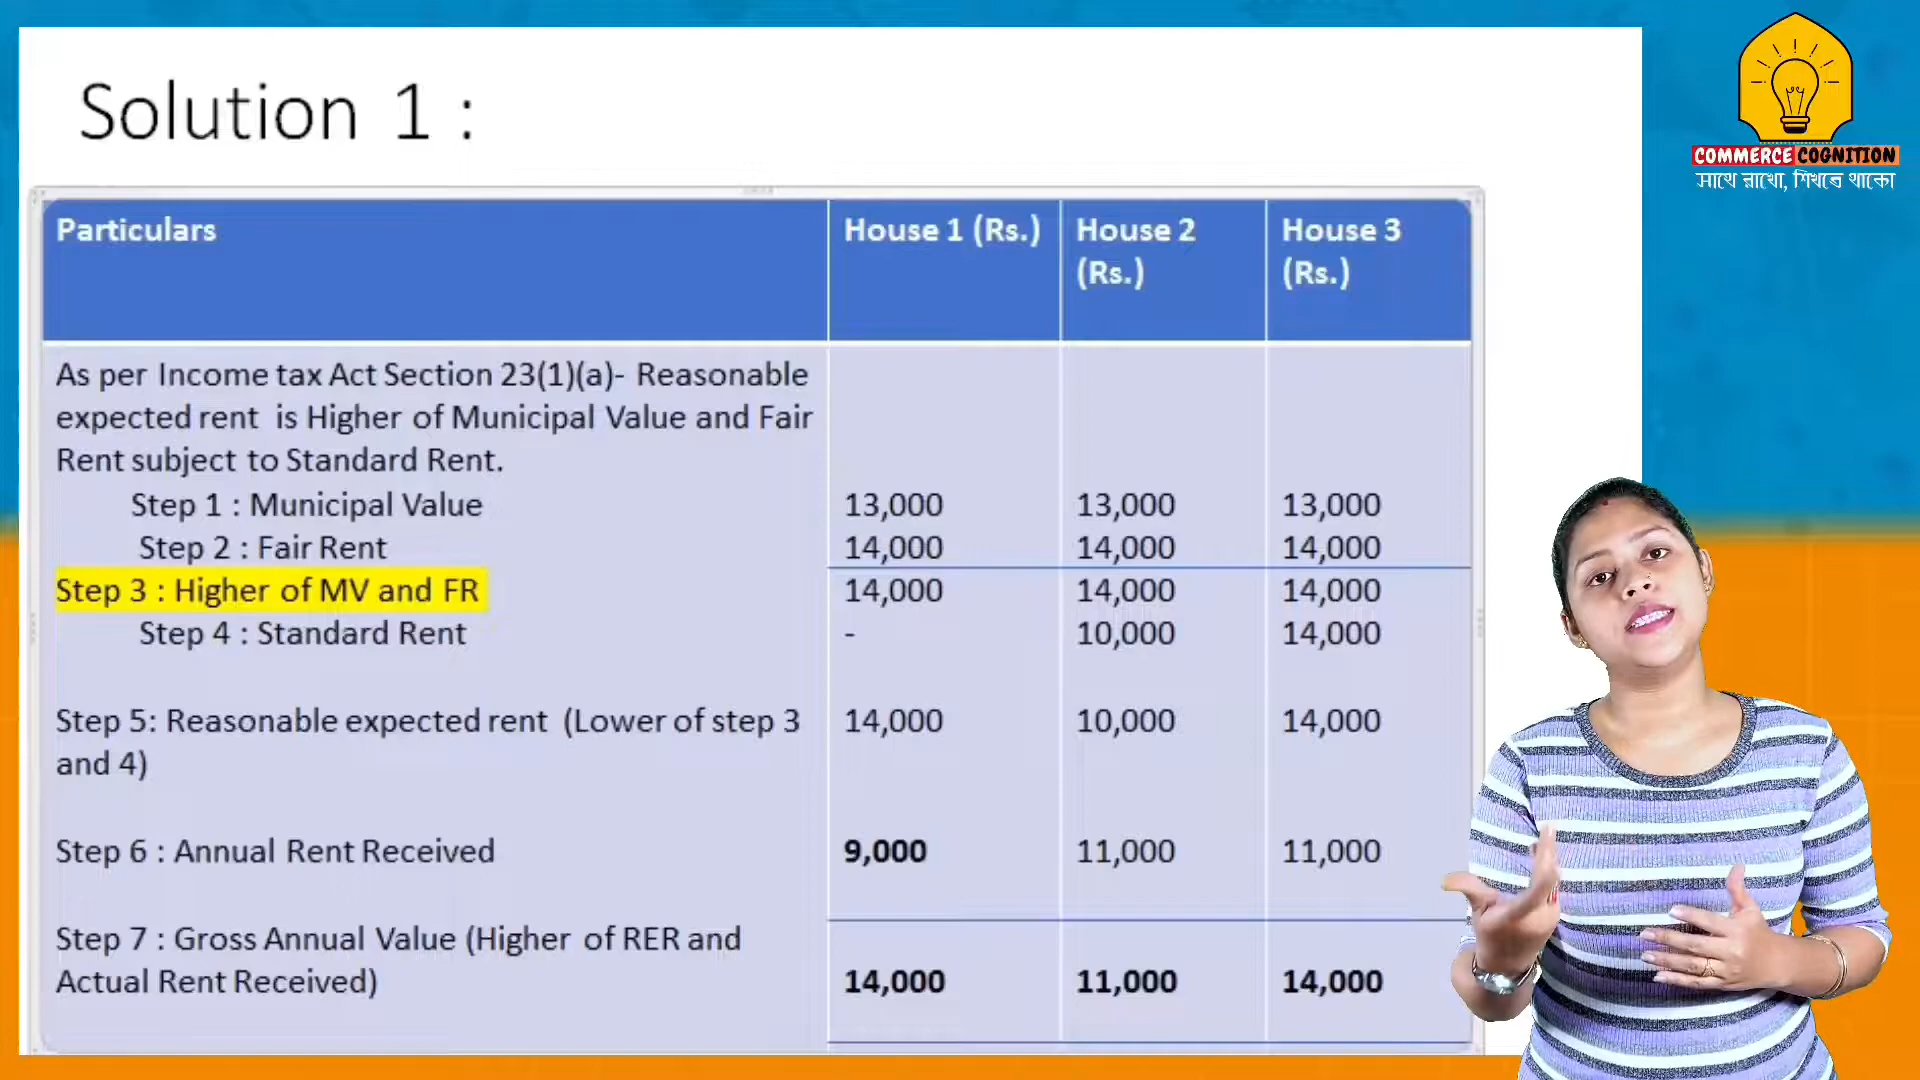 Solution 1 :
COMMERCE COGNITION
সাথে রাখো, শিখতে থাকো
Particulars House 1 (Rs.) House 2 (Rs.) House 3 (Rs.)
As per Income tax Act Section 23(1)(a)- Reasonable
expected rent is Higher of Municipal Value and Fair
Rent subject to Standard Rent.
Step 1 : Municipal Value 13,000 13,000 13,000
Step 2 : Fair Rent 14,000 14,000 14,000
Step 3 : Higher of MV and FR 14,000 14,000 14,000
Step 4 : Standard Rent - 10,000 14,000
Step 5: Reasonable expected rent (Lower of step 3 14,000 10,000 14,000
and 4)
Step 6 : Annual Rent Received 9,000 11,000 11,000
Step 7 : Gross Annual Value (Higher of RER and
Actual Rent Received) 14,000 11,000 14,000